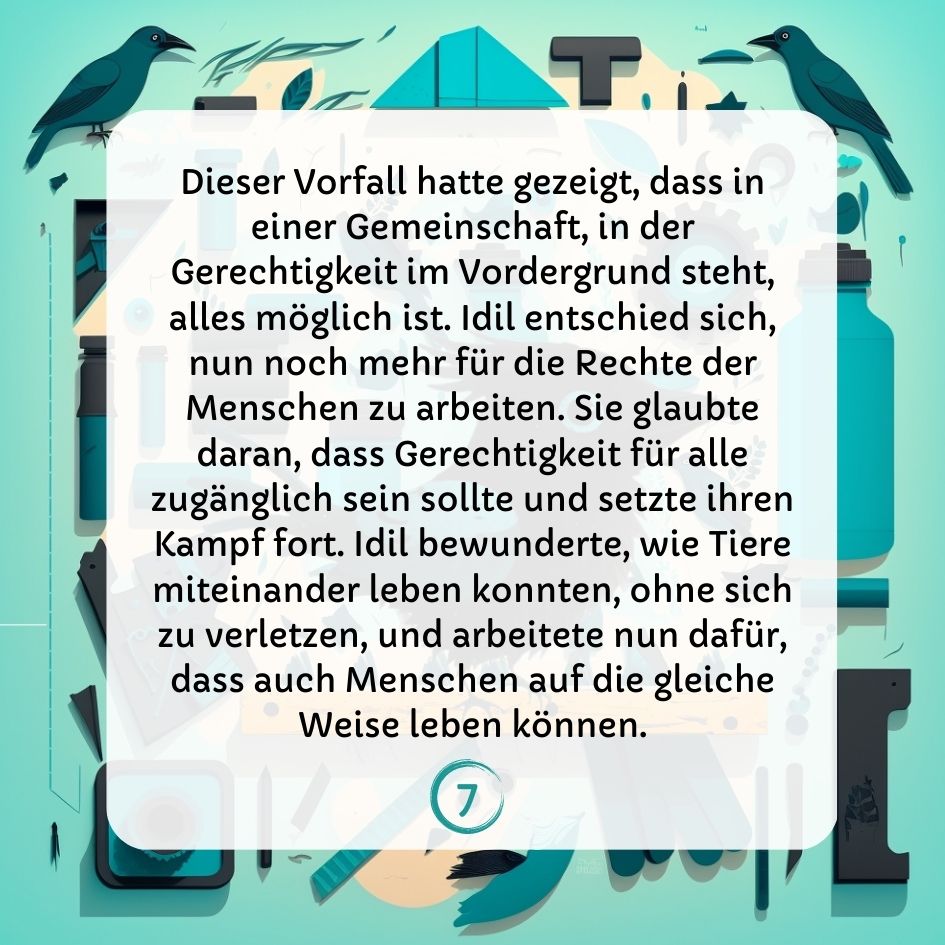 Dieser Vorfall hatte gezeigt, dass in
einer Gemeinschaft, in der
Gerechtigkeit im Vordergrund steht,
alles möglich ist. Idil entschied sich,
nun noch mehr für die Rechte der
Menschen zu arbeiten. Sie glaubte
daran, dass Gerechtigkeit für alle
zugänglich sein sollte und setzte ihren
Kampf fort. Idil bewunderte, wie Tiere
miteinander leben konnten, ohne sich
zu verletzen, und arbeitete nun dafür,
dass auch Menschen auf die gleiche
Weise leben können.
7